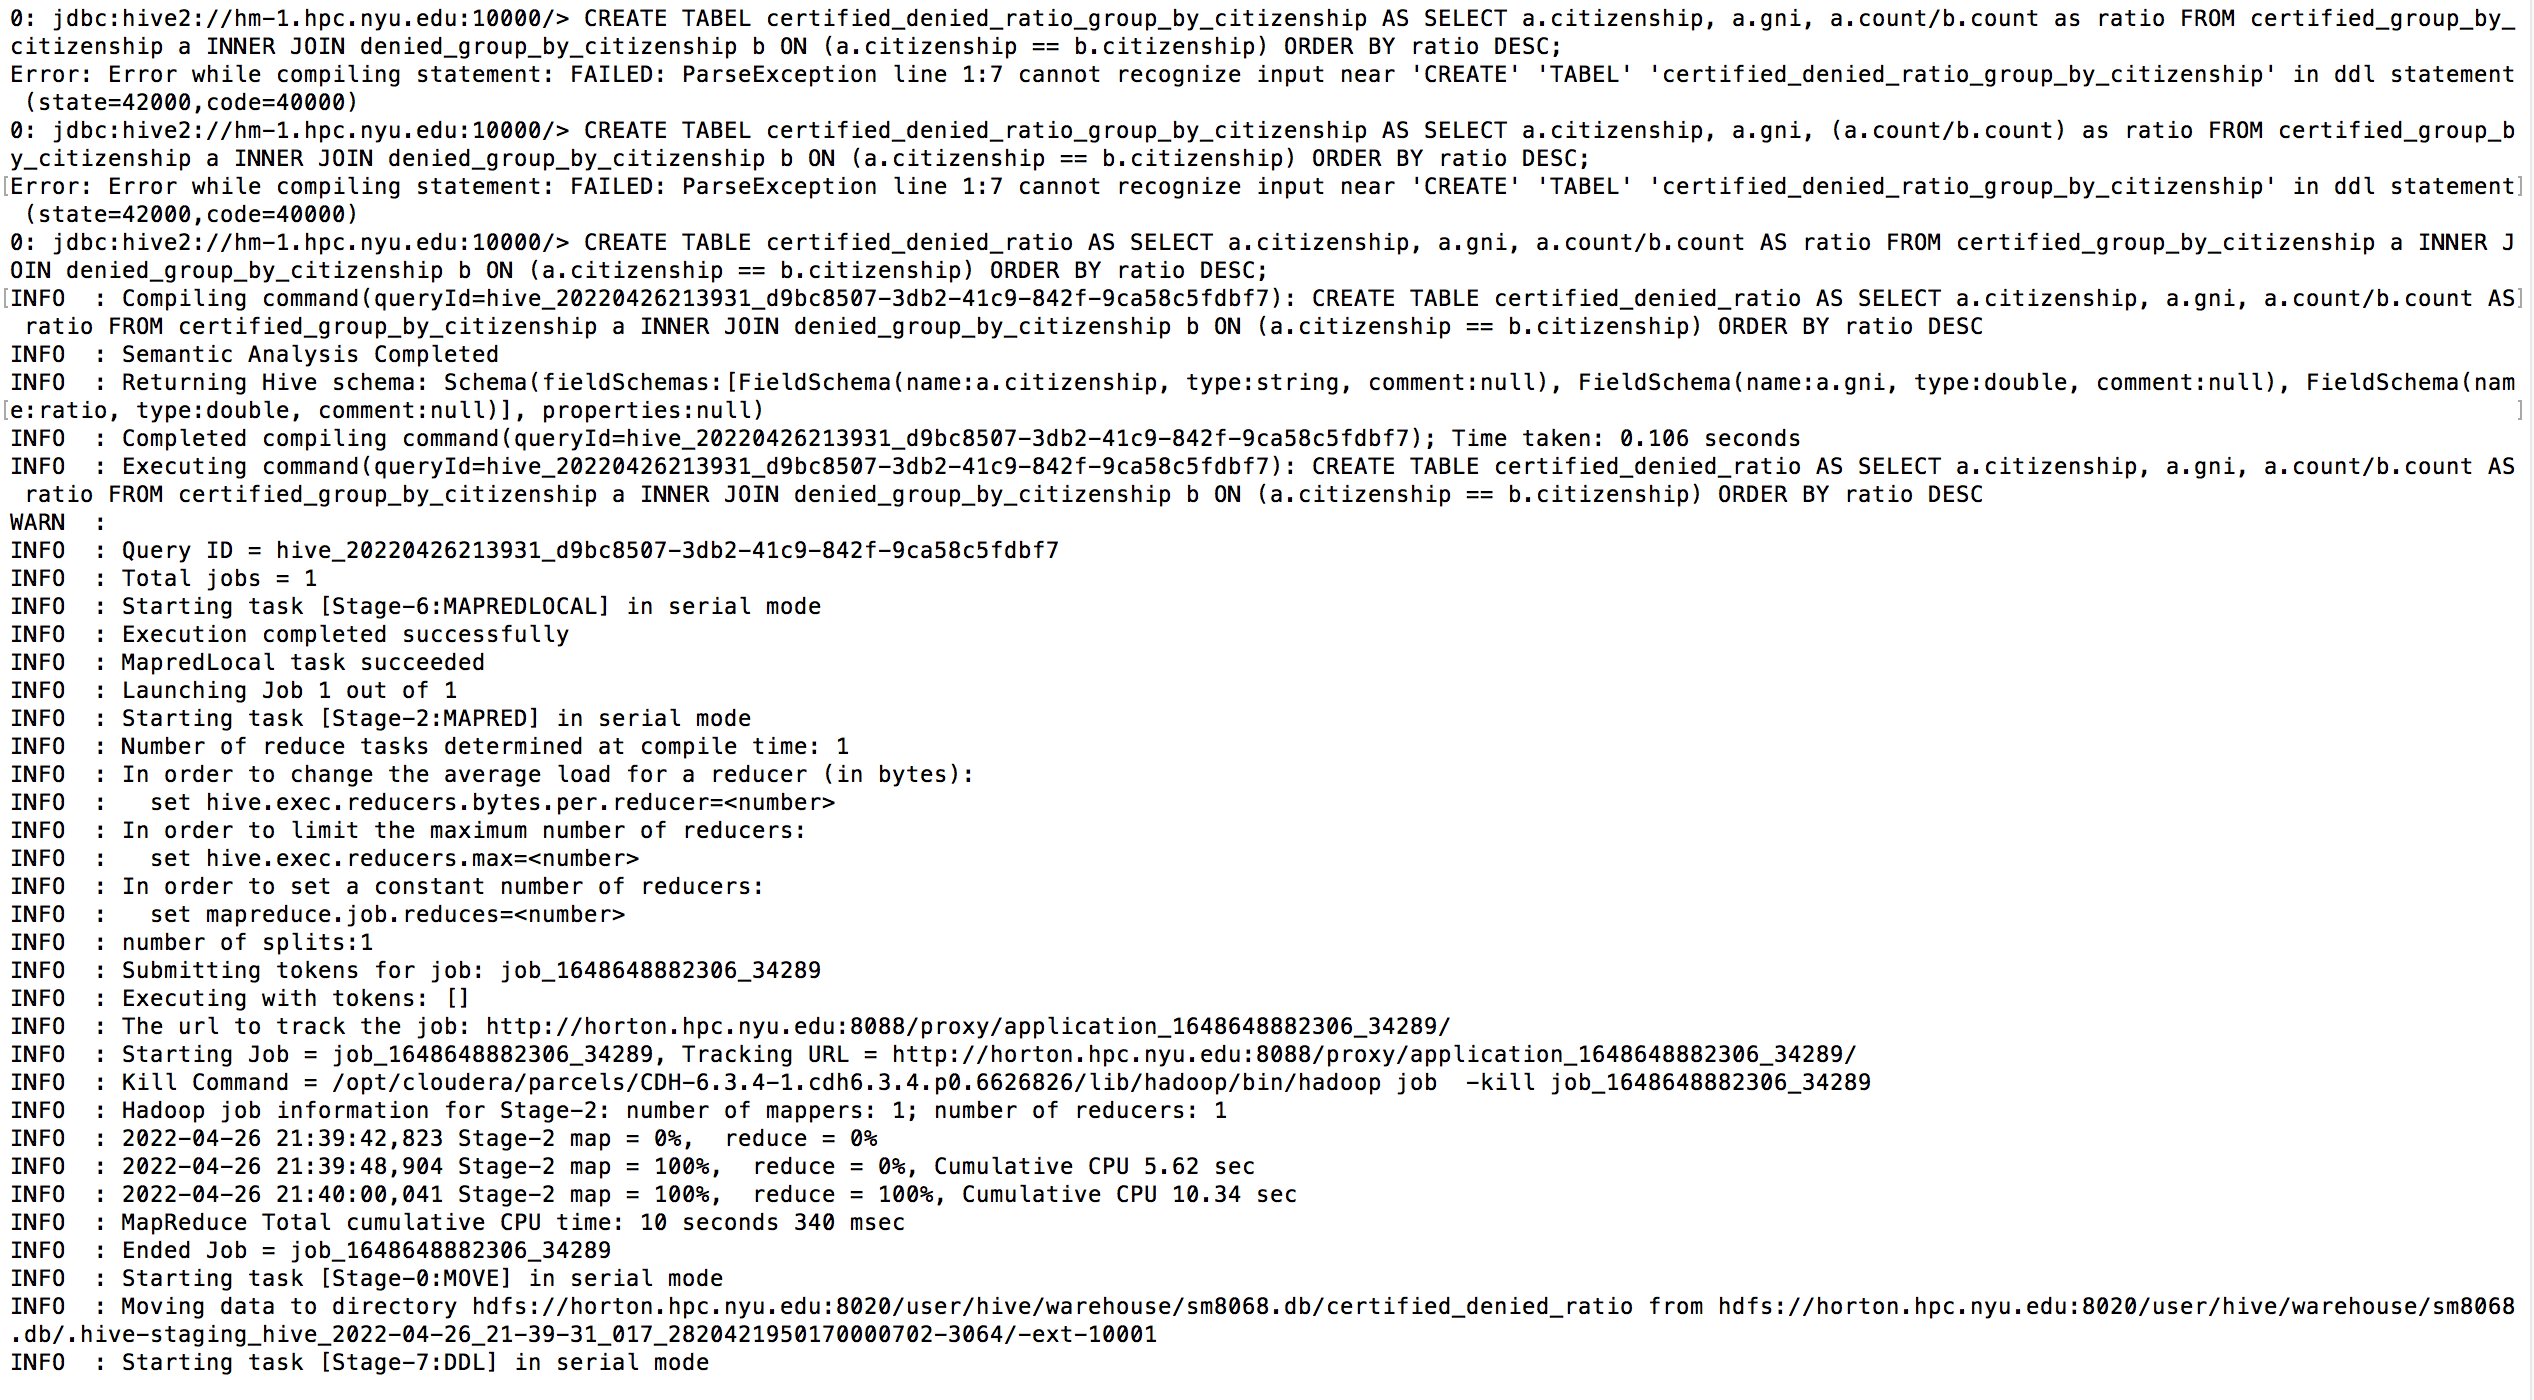 0: jdbc:hive2://hm-1.hpc.nyu.edu:10000/> CREATE TABEL certified_denied_ratio_group_by_citizenship AS SELECT a.citizenship, a.gni, a.count/b.count as ratio FROM certified_group_by_
citizenship a INNER JOIN denied_group_by_citizenship b ON (a.citizenship == b.citizenship) ORDER BY ratio DESC;
Error: Error while compiling statement: FAILED: ParseException line 1:7 cannot recognize input near 'CREATE' 'TABEL' 'certified_denied_ratio_group_by_citizenship' in ddl statement
 (state=42000,code=40000)
0: jdbc:hive2://hm-1.hpc.nyu.edu:10000/> CREATE TABEL certified_denied_ratio_group_by_citizenship AS SELECT a.citizenship, a.gni, (a.count/b.count) as ratio FROM certified_group_b
y_citizenship a INNER JOIN denied_group_by_citizenship b ON (a.citizenship == b.citizenship) ORDER BY ratio DESC;
[Error: Error while compiling statement: FAILED: ParseException line 1:7 cannot recognize input near 'CREATE' 'TABEL' 'certified_denied_ratio_group_by_citizenship' in ddl statement]
 (state=42000,code=40000)
0: jdbc:hive2://hm-1.hpc.nyu.edu:10000/> CREATE TABLE certified_denied_ratio AS SELECT a.citizenship, a.gni, a.count/b.count AS ratio FROM certified_group_by_citizenship a INNER J
OIN denied_group_by_citizenship b ON (a.citizenship == b.citizenship) ORDER BY ratio DESC;
[INFO  : Compiling command(queryId=hive_20220426213931_d9bc8507-3db2-41c9-842f-9ca58c5fdbf7): CREATE TABLE certified_denied_ratio AS SELECT a.citizenship, a.gni, a.count/b.count AS]
 ratio FROM certified_group_by_citizenship a INNER JOIN denied_group_by_citizenship b ON (a.citizenship == b.citizenship) ORDER BY ratio DESC
INFO  : Semantic Analysis Completed
INFO  : Returning Hive schema: Schema(fieldSchemas:[FieldSchema(name:a.citizenship, type:string, comment:null), FieldSchema(name:a.gni, type:double, comment:null), FieldSchema(nam
[e:ratio, type:double, comment:null)], properties:null) ]
INFO  : Completed compiling command(queryId=hive_20220426213931_d9bc8507-3db2-41c9-842f-9ca58c5fdbf7); Time taken: 0.106 seconds
INFO  : Executing command(queryId=hive_20220426213931_d9bc8507-3db2-41c9-842f-9ca58c5fdbf7): CREATE TABLE certified_denied_ratio AS SELECT a.citizenship, a.gni, a.count/b.count AS
 ratio FROM certified_group_by_citizenship a INNER JOIN denied_group_by_citizenship b ON (a.citizenship == b.citizenship) ORDER BY ratio DESC
WARN  :
INFO  : Query ID = hive_20220426213931_d9bc8507-3db2-41c9-842f-9ca58c5fdbf7
INFO  : Total jobs = 1
INFO  : Starting task [Stage-6:MAPREDLOCAL] in serial mode
INFO  : Execution completed successfully
INFO  : MapredLocal task succeeded
INFO  : Launching Job 1 out of 1
INFO  : Starting task [Stage-2:MAPRED] in serial mode
INFO  : Number of reduce tasks determined at compile time: 1
INFO  : In order to change the average load for a reducer (in bytes):
INFO  :   set hive.exec.reducers.bytes.per.reducer=<number>
INFO  : In order to limit the maximum number of reducers:
INFO  :   set hive.exec.reducers.max=<number>
INFO  : In order to set a constant number of reducers:
INFO  :   set mapreduce.job.reduces=<number>
INFO  : number of splits:1
INFO  : Submitting tokens for job: job_1648648882306_34289
INFO  : Executing with tokens: []
INFO  : The url to track the job: http://horton.hpc.nyu.edu:8088/proxy/application_1648648882306_34289/
INFO  : Starting Job = job_1648648882306_34289, Tracking URL = http://horton.hpc.nyu.edu:8088/proxy/application_1648648882306_34289/
INFO  : Kill Command = /opt/cloudera/parcels/CDH-6.3.4-1.cdh6.3.4.p0.6626826/lib/hadoop/bin/hadoop job  -kill job_1648648882306_34289
INFO  : Hadoop job information for Stage-2: number of mappers: 1; number of reducers: 1
INFO  : 2022-04-26 21:39:42,823 Stage-2 map = 0%,  reduce = 0%
INFO  : 2022-04-26 21:39:48,904 Stage-2 map = 100%,  reduce = 0%, Cumulative CPU 5.62 sec
INFO  : 2022-04-26 21:40:00,041 Stage-2 map = 100%,  reduce = 100%, Cumulative CPU 10.34 sec
INFO  : MapReduce Total cumulative CPU time: 10 seconds 340 msec
INFO  : Ended Job = job_1648648882306_34289
INFO  : Starting task [Stage-0:MOVE] in serial mode
INFO  : Moving data to directory hdfs://horton.hpc.nyu.edu:8020/user/hive/warehouse/sm8068.db/certified_denied_ratio from hdfs://horton.hpc.nyu.edu:8020/user/hive/warehouse/sm8068
.db/.hive-staging_hive_2022-04-26_21-39-31_017_2820421950170000702-3064/-ext-10001
INFO  : Starting task [Stage-7:DDL] in serial mode